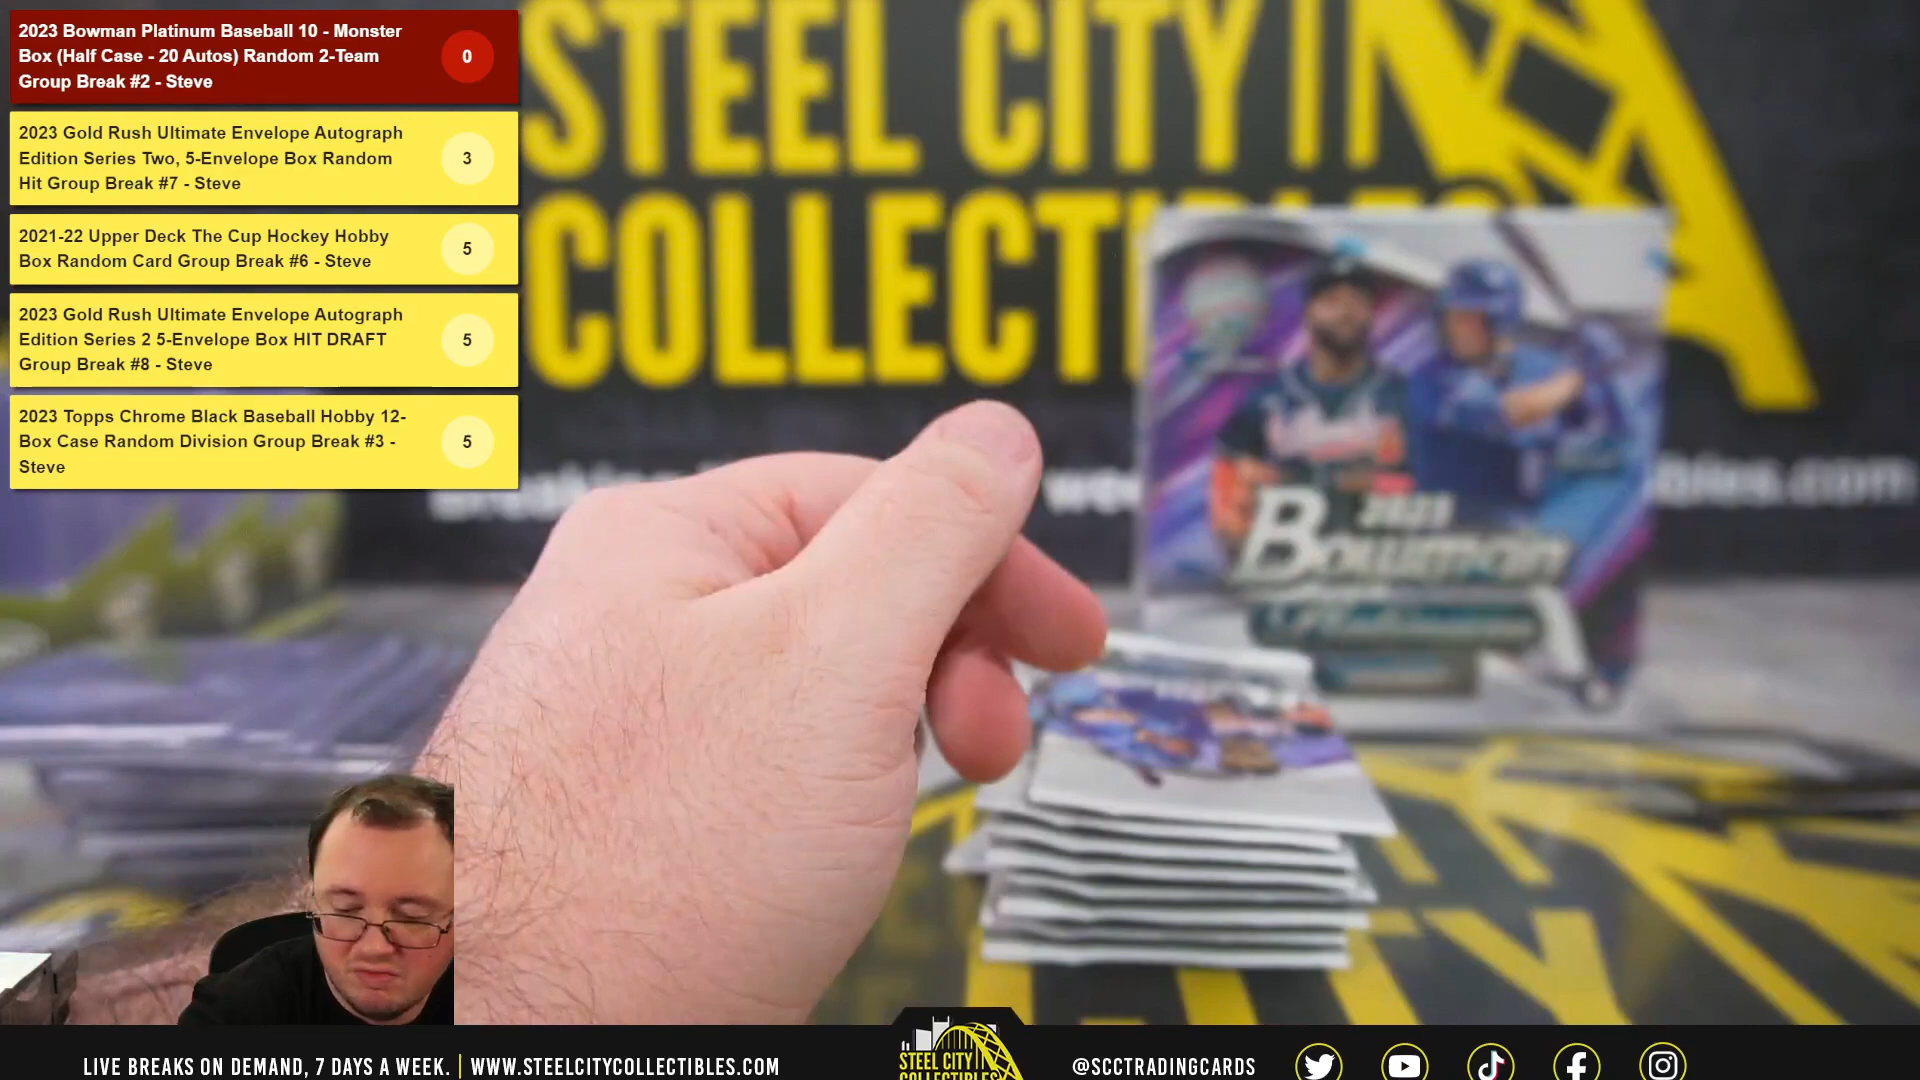 2023 Bowman Platinum Baseball 10 - Monster
Box (Half Case - 20 Autos) Random 2-Team
Group Break #2 - Steve
0
2023 Gold Rush Ultimate Envelope Autograph
Edition Series Two, 5-Envelope Box Random
Hit Group Break #7 - Steve
3
2021-22 Upper Deck The Cup Hockey Hobby
Box Random Card Group Break #6 - Steve
5
2023 Gold Rush Ultimate Envelope Autograph
Edition Series 2 5-Envelope Box HIT DRAFT
Group Break #8 - Steve
5
2023 Topps Chrome Black Baseball Hobby 12-
Box Case Random Division Group Break #3 -
Steve
5
STEEL CITY
COLLECTIBLES
2023
Bowman
Platinum
LIVE BREAKS ON DEMAND, 7 DAYS A WEEK. | WWW.STEELCITYCOLLECTIBLES.COM
STEEL CITY
COLLECTIBLES
@SCCTRADINGCARDS